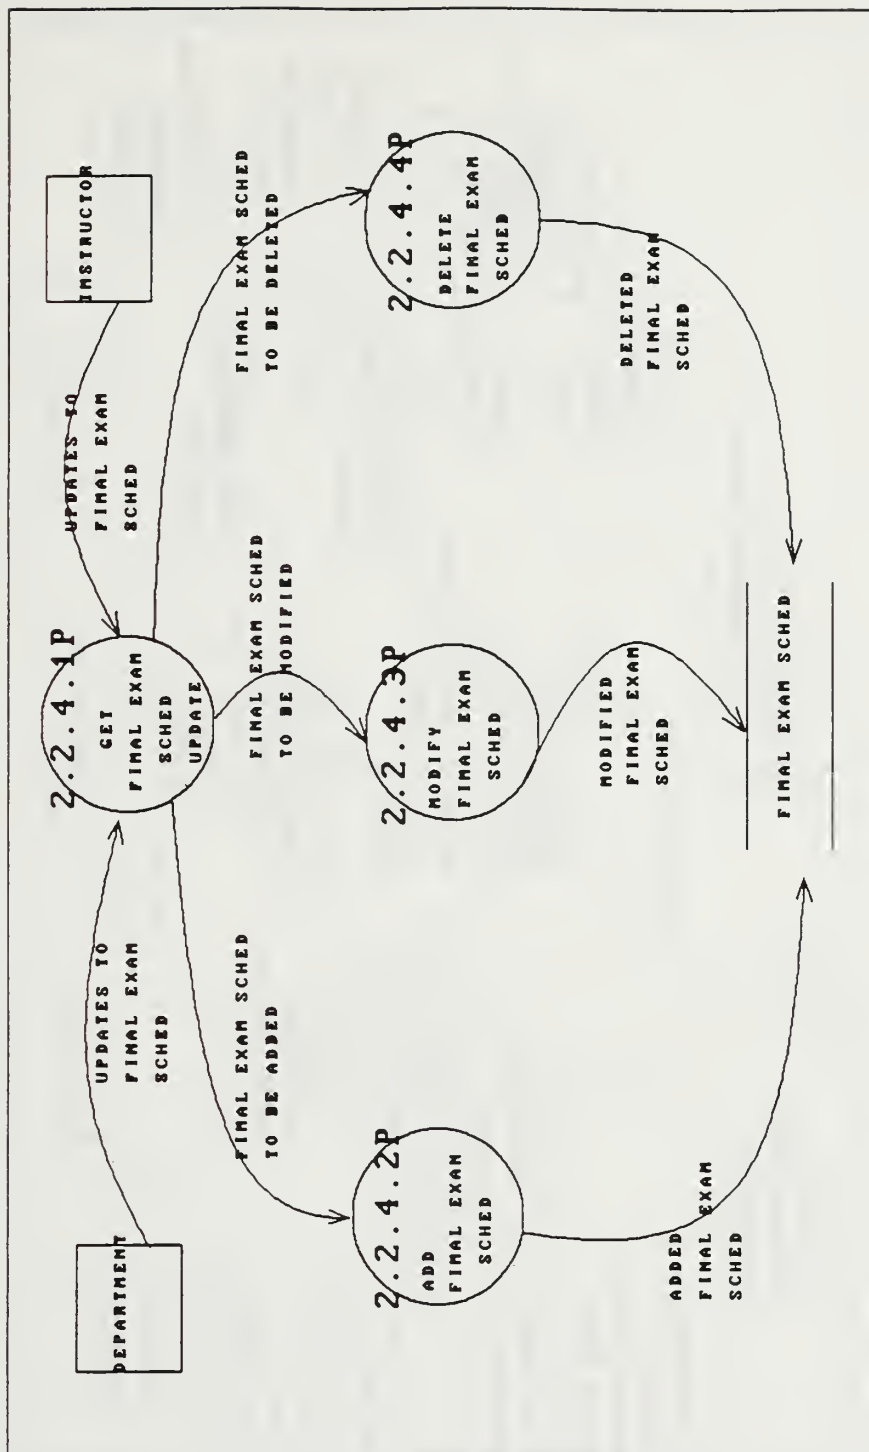 DEPARTMENT
UPDATES TO
FINAL EXAM
SCHED
2.2.4.1P
GET
FINAL EXAM
SCHED
UPDATE
UPDATES TO
FINAL EXAM
SCHED
INSTRUCTOR
FINAL EXAM SCHED
TO BE ADDED
FINAL EXAM SCHED
TO BE MODIFIED
FINAL EXAM SCHED
TO BE DELETED
2.2.4.2P
ADD
FINAL EXAM
SCHED
2.2.4.3P
MODIFY
FINAL EXAM
SCHED
2.2.4.4P
DELETE
FINAL EXAM
SCHED
ADDED
FINAL EXAM
SCHED
MODIFIED
FINAL EXAM
SCHED
DELETED
FINAL EXAM
SCHED
FINAL EXAM SCHED